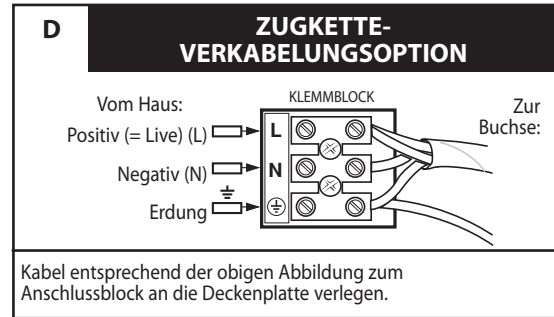 D
ZUGKETTE-
VERKABELUNGSOPTION
KLEMMBLOCK
Vom Haus:
Positiv (= Live) (L)
Negativ (N)
Erdung
L
N
Zur
Buchse:
Kabel entsprechend der obigen Abbildung zum
Anschlussblock an die Deckenplatte verlegen.